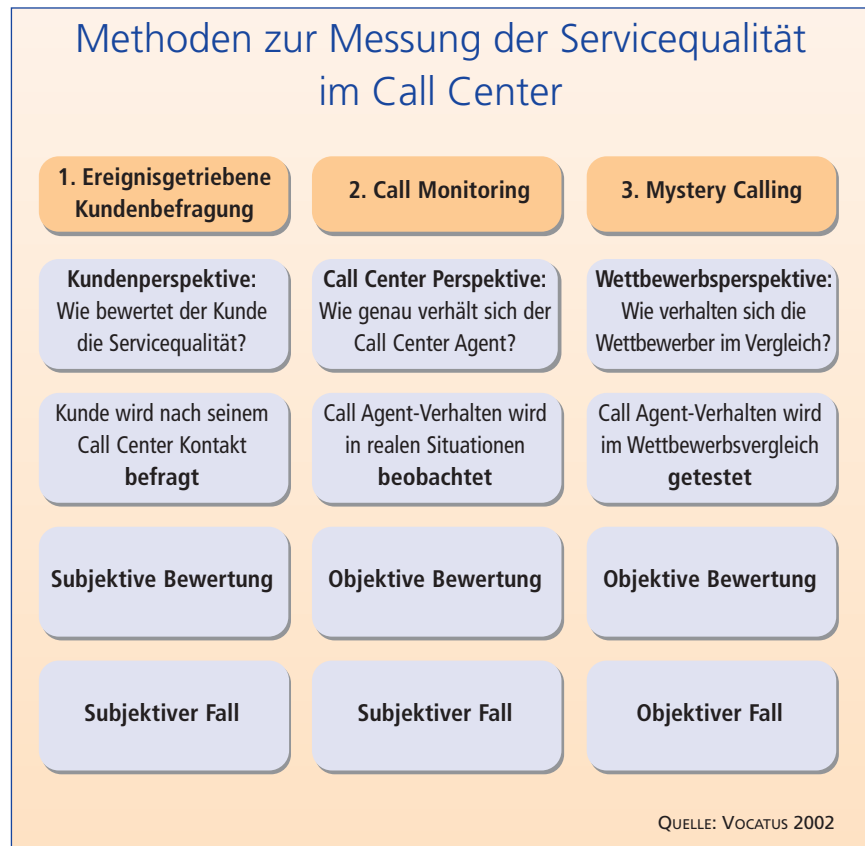 Methoden zur Messung der Servicequalität
im Call Center
1. Ereignisgetriebene
Kundenbefragung
2. Call Monitoring
3. Mystery Calling
Kundenperspektive:
Wie bewertet der Kunde
die Servicequalität?
Call Center Perspektive:
Wie genau verhält sich der
Call Center Agent?
Wettbewerbsperspektive:
Wie verhalten sich die
Wettbewerber im Vergleich?
Kunde wird nach seinem
Call Center Kontakt
befragt
Call Agent-Verhalten wird
in realen Situationen
beobachtet
Call Agent-Verhalten wird
im Wettbewerbsvergleich
getestet
Subjektive Bewertung
Objektive Bewertung
Objektive Bewertung
Subjektiver Fall
Subjektiver Fall
Objektiver Fall
QUELLE: VOCATUS 2002